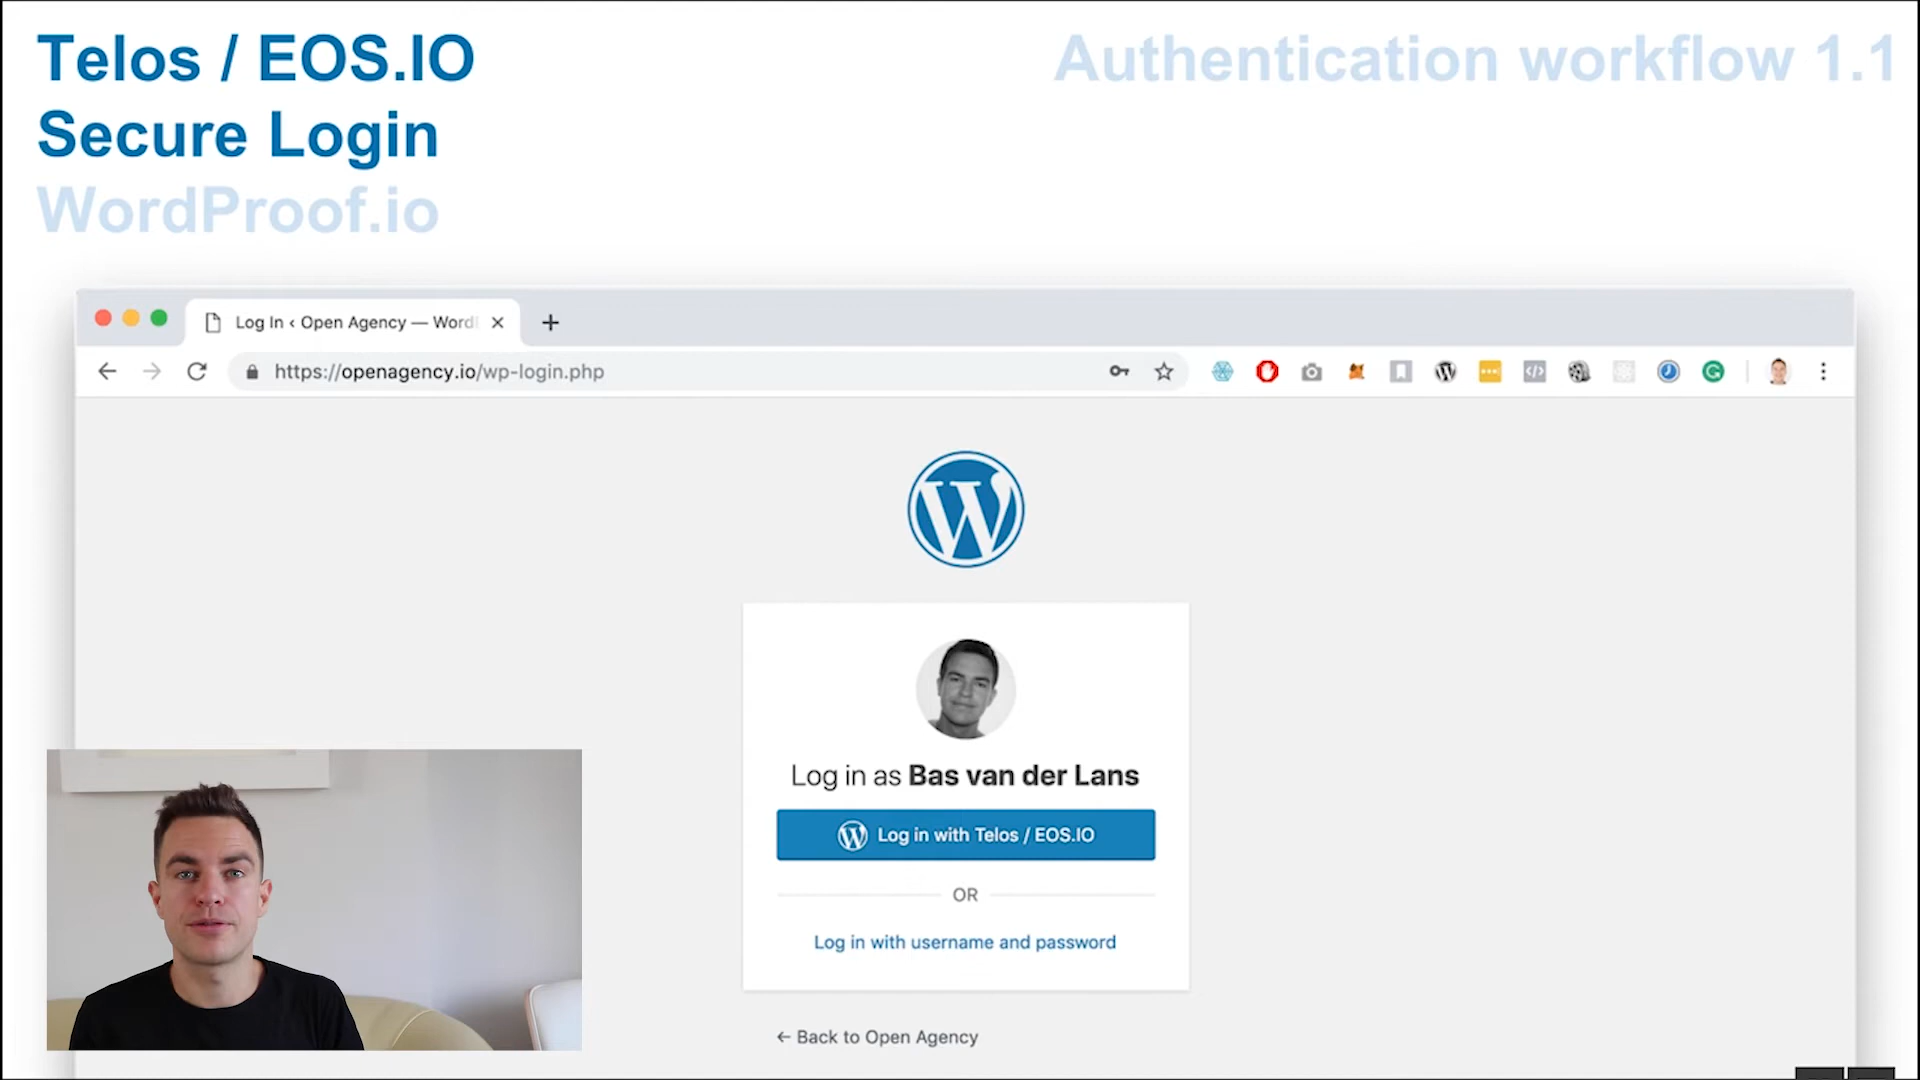 Telos / EOS.IO
Secure Login
WordProof.io
Authentication workflow 1.1
Log In ‹ Open Agency — Word
https://openagency.io/wp-login.php
Log in as Bas van der Lans
Log in with Telos / EOS.IO
OR
Log in with username and password
← Back to Open Agency